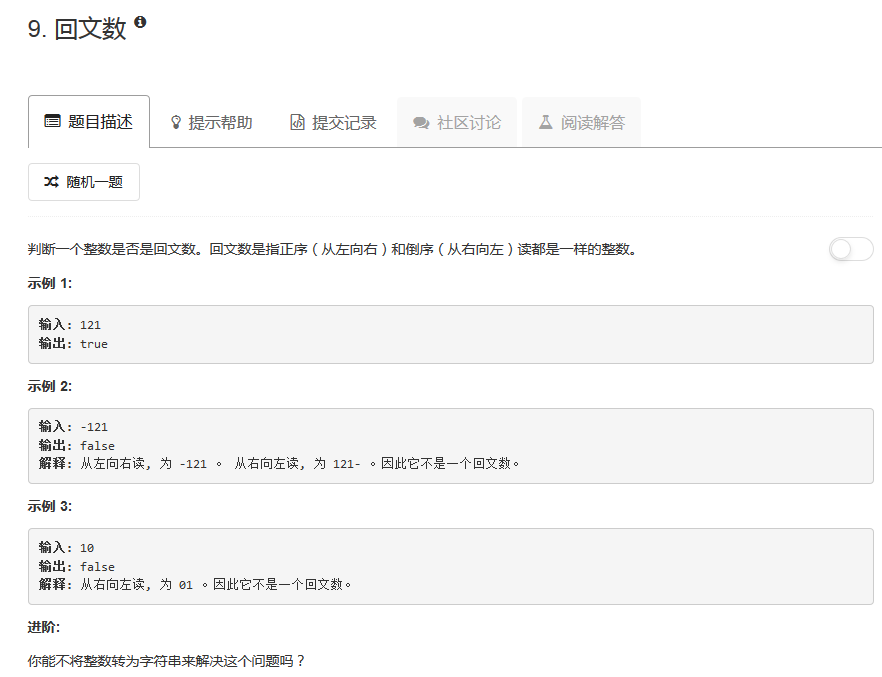 9. 回文数
题目描述 提示帮助 提交记录 社区讨论 阅读解答
随机一题
判断一个整数是否是回文数。回文数是指正序（从左向右）和倒序（从右向左）读都是一样的整数。
示例 1:
输入: 121
输出: true
示例 2:
输入: -121
输出: false
解释: 从左向右读, 为 -121 。 从右向左读, 为 121- 。因此它不是一个回文数。
示例 3:
输入: 10
输出: false
解释: 从右向左读, 为 01 。因此它不是一个回文数。
进阶:
你能不将整数转为字符串来解决这个问题吗？